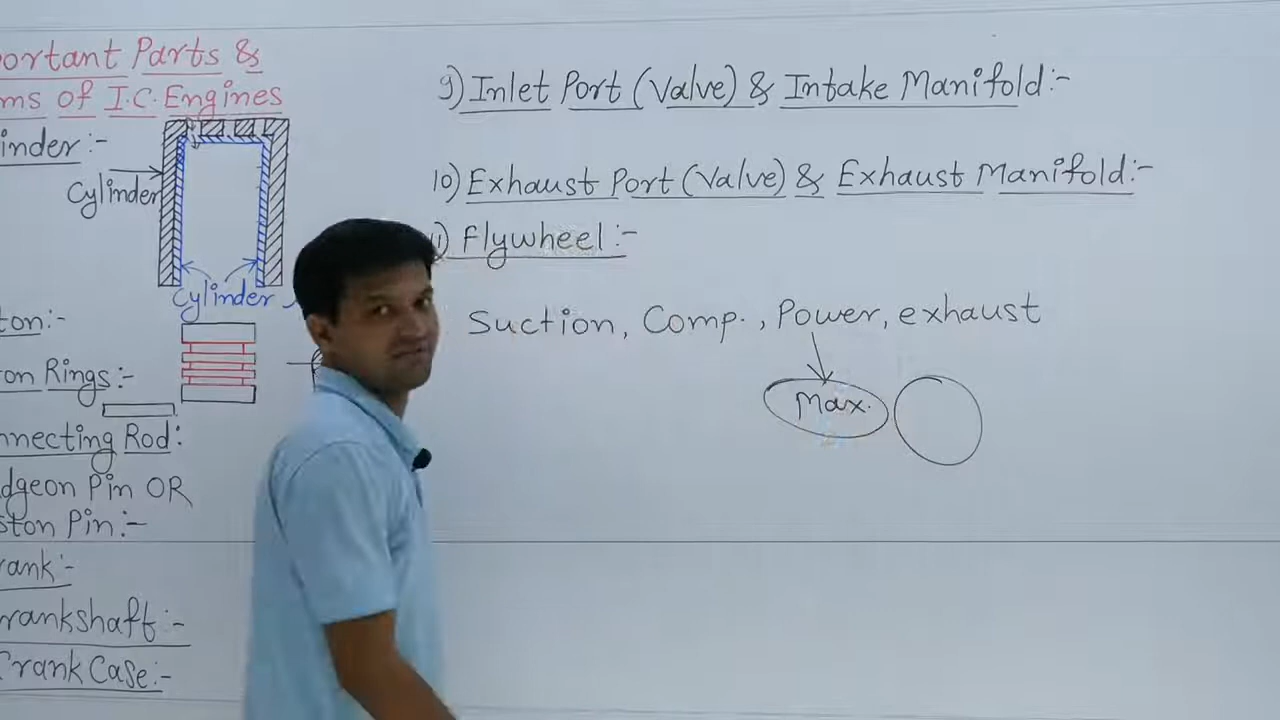 ortant Parts &
ms of I.C. Engines
inder:-
Cylinder
Cylinder
ton:-
on Rings:-
nnecting Rod:
dgeon Pin OR
ston Pin:-
rank:-
rankshaft:-
Crank Case:-
9) Inlet Port (Valve) & Intake Manifold:-
10) Exhaust Port (Valve) & Exhaust Manifold:-
1) Flywheel:-
Suction, Comp., Power, exhaust
Max.